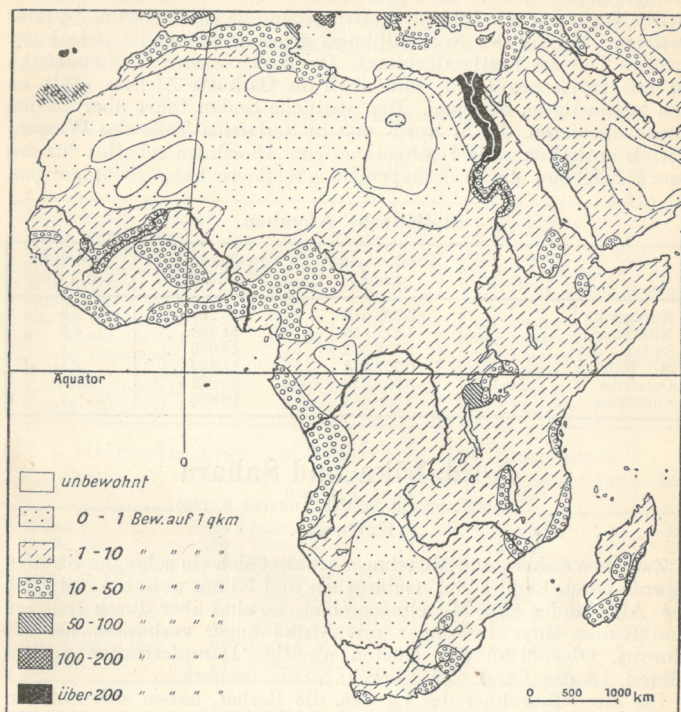 Äquator
0
unbewohnt
0 - 1 Bew. auf 1 qkm
1 - 10 " " " "
10 - 50 " " " "
50 - 100 " " " "
100 - 200 " " " "
über 200 " " " "
0 500 1000 km